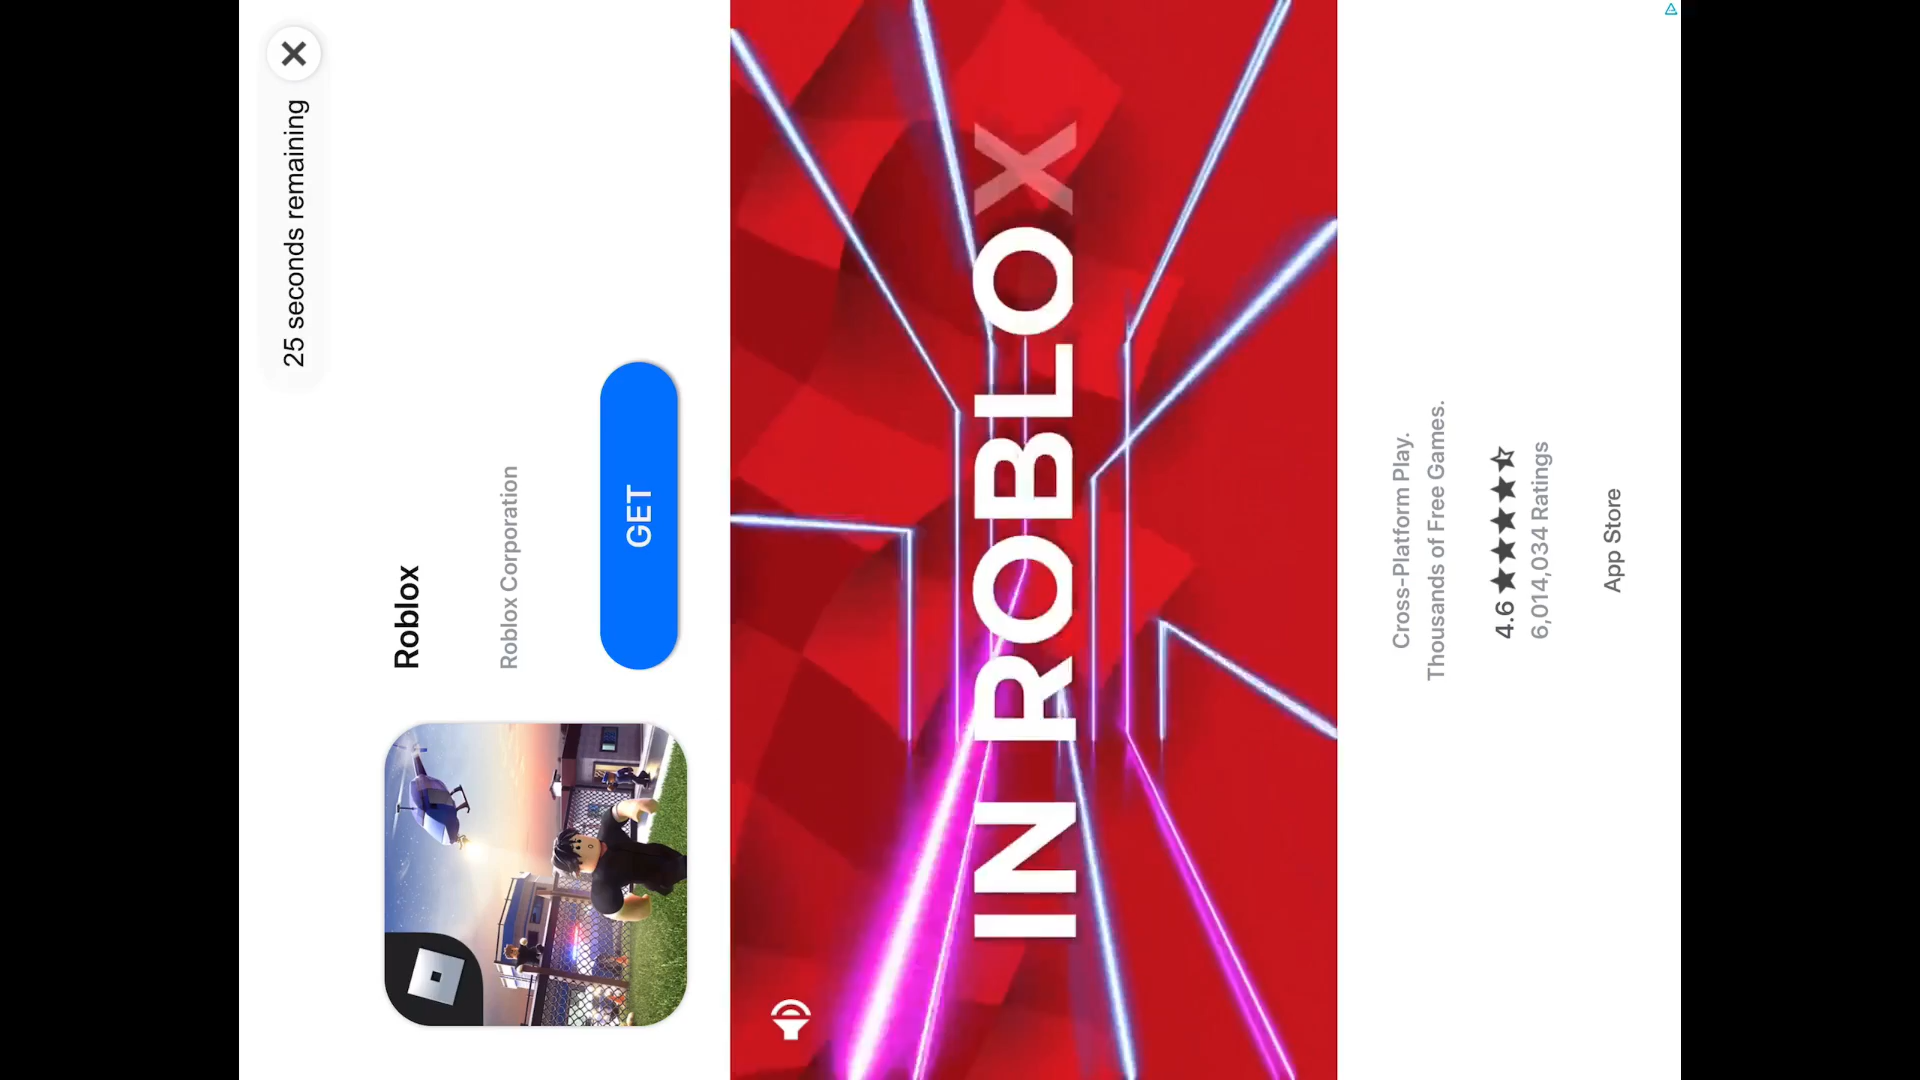 25 seconds remaining
Roblox
Roblox Corporation
GET
IN ROBLOX
Cross-Platform Play.
Thousands of Free Games.
4.6
6,014,034 Ratings
App Store